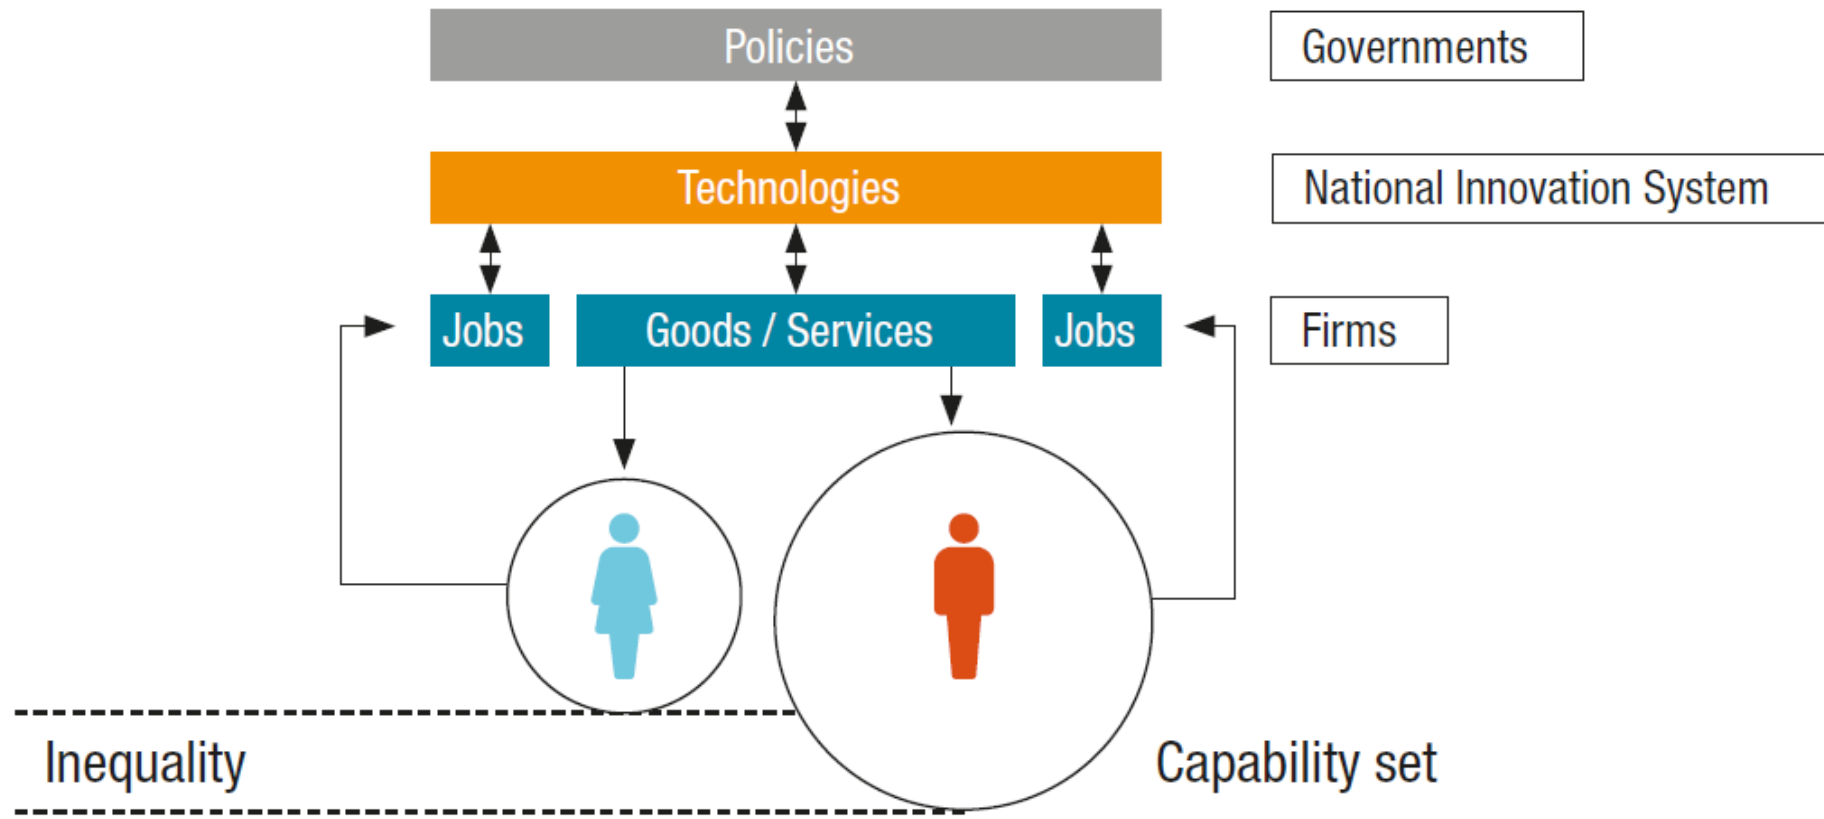 Policies
Governments
Technologies
National Innovation System
Jobs
Goods / Services
Jobs
Firms
Inequality
Capability set